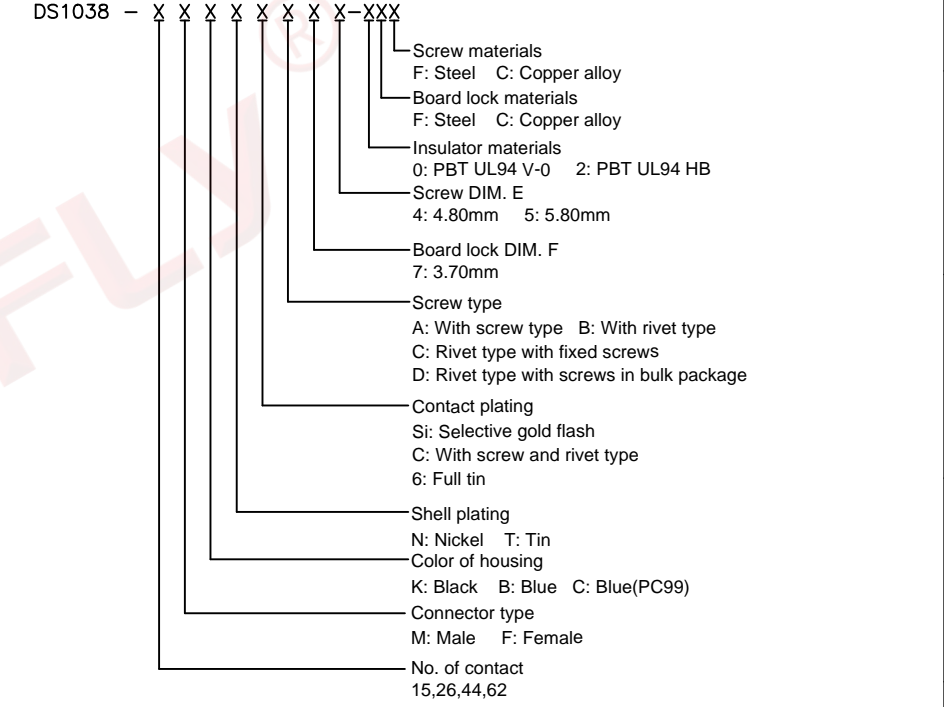 DS1038 - X X X X X X X X-XXX
Screw materials
F: Steel C: Copper alloy
Board lock materials
F: Steel C: Copper alloy
Insulator materials
0: PBT UL94 V-0 2: PBT UL94 HB
Screw DIM. E
4: 4.80mm 5: 5.80mm
Board lock DIM. F
7: 3.70mm
Screw type
A: With screw type B: With rivet type
C: Rivet type with fixed screws
D: Rivet type with screws in bulk package
Contact plating
Si: Selective gold flash
C: With screw and rivet type
6: Full tin
Shell plating
N: Nickel T: Tin
Color of housing
K: Black B: Blue C: Blue(PC99)
Connector type
M: Male F: Female
No. of contact
15,26,44,62
FLY ®